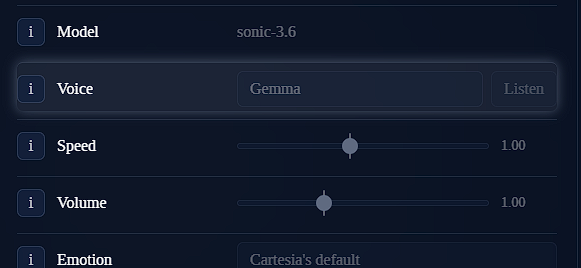 i Model sonic-3.6
i Voice Gemma Listen
i Speed 1.00
i Volume 1.00
i Emotion Cartesia's default